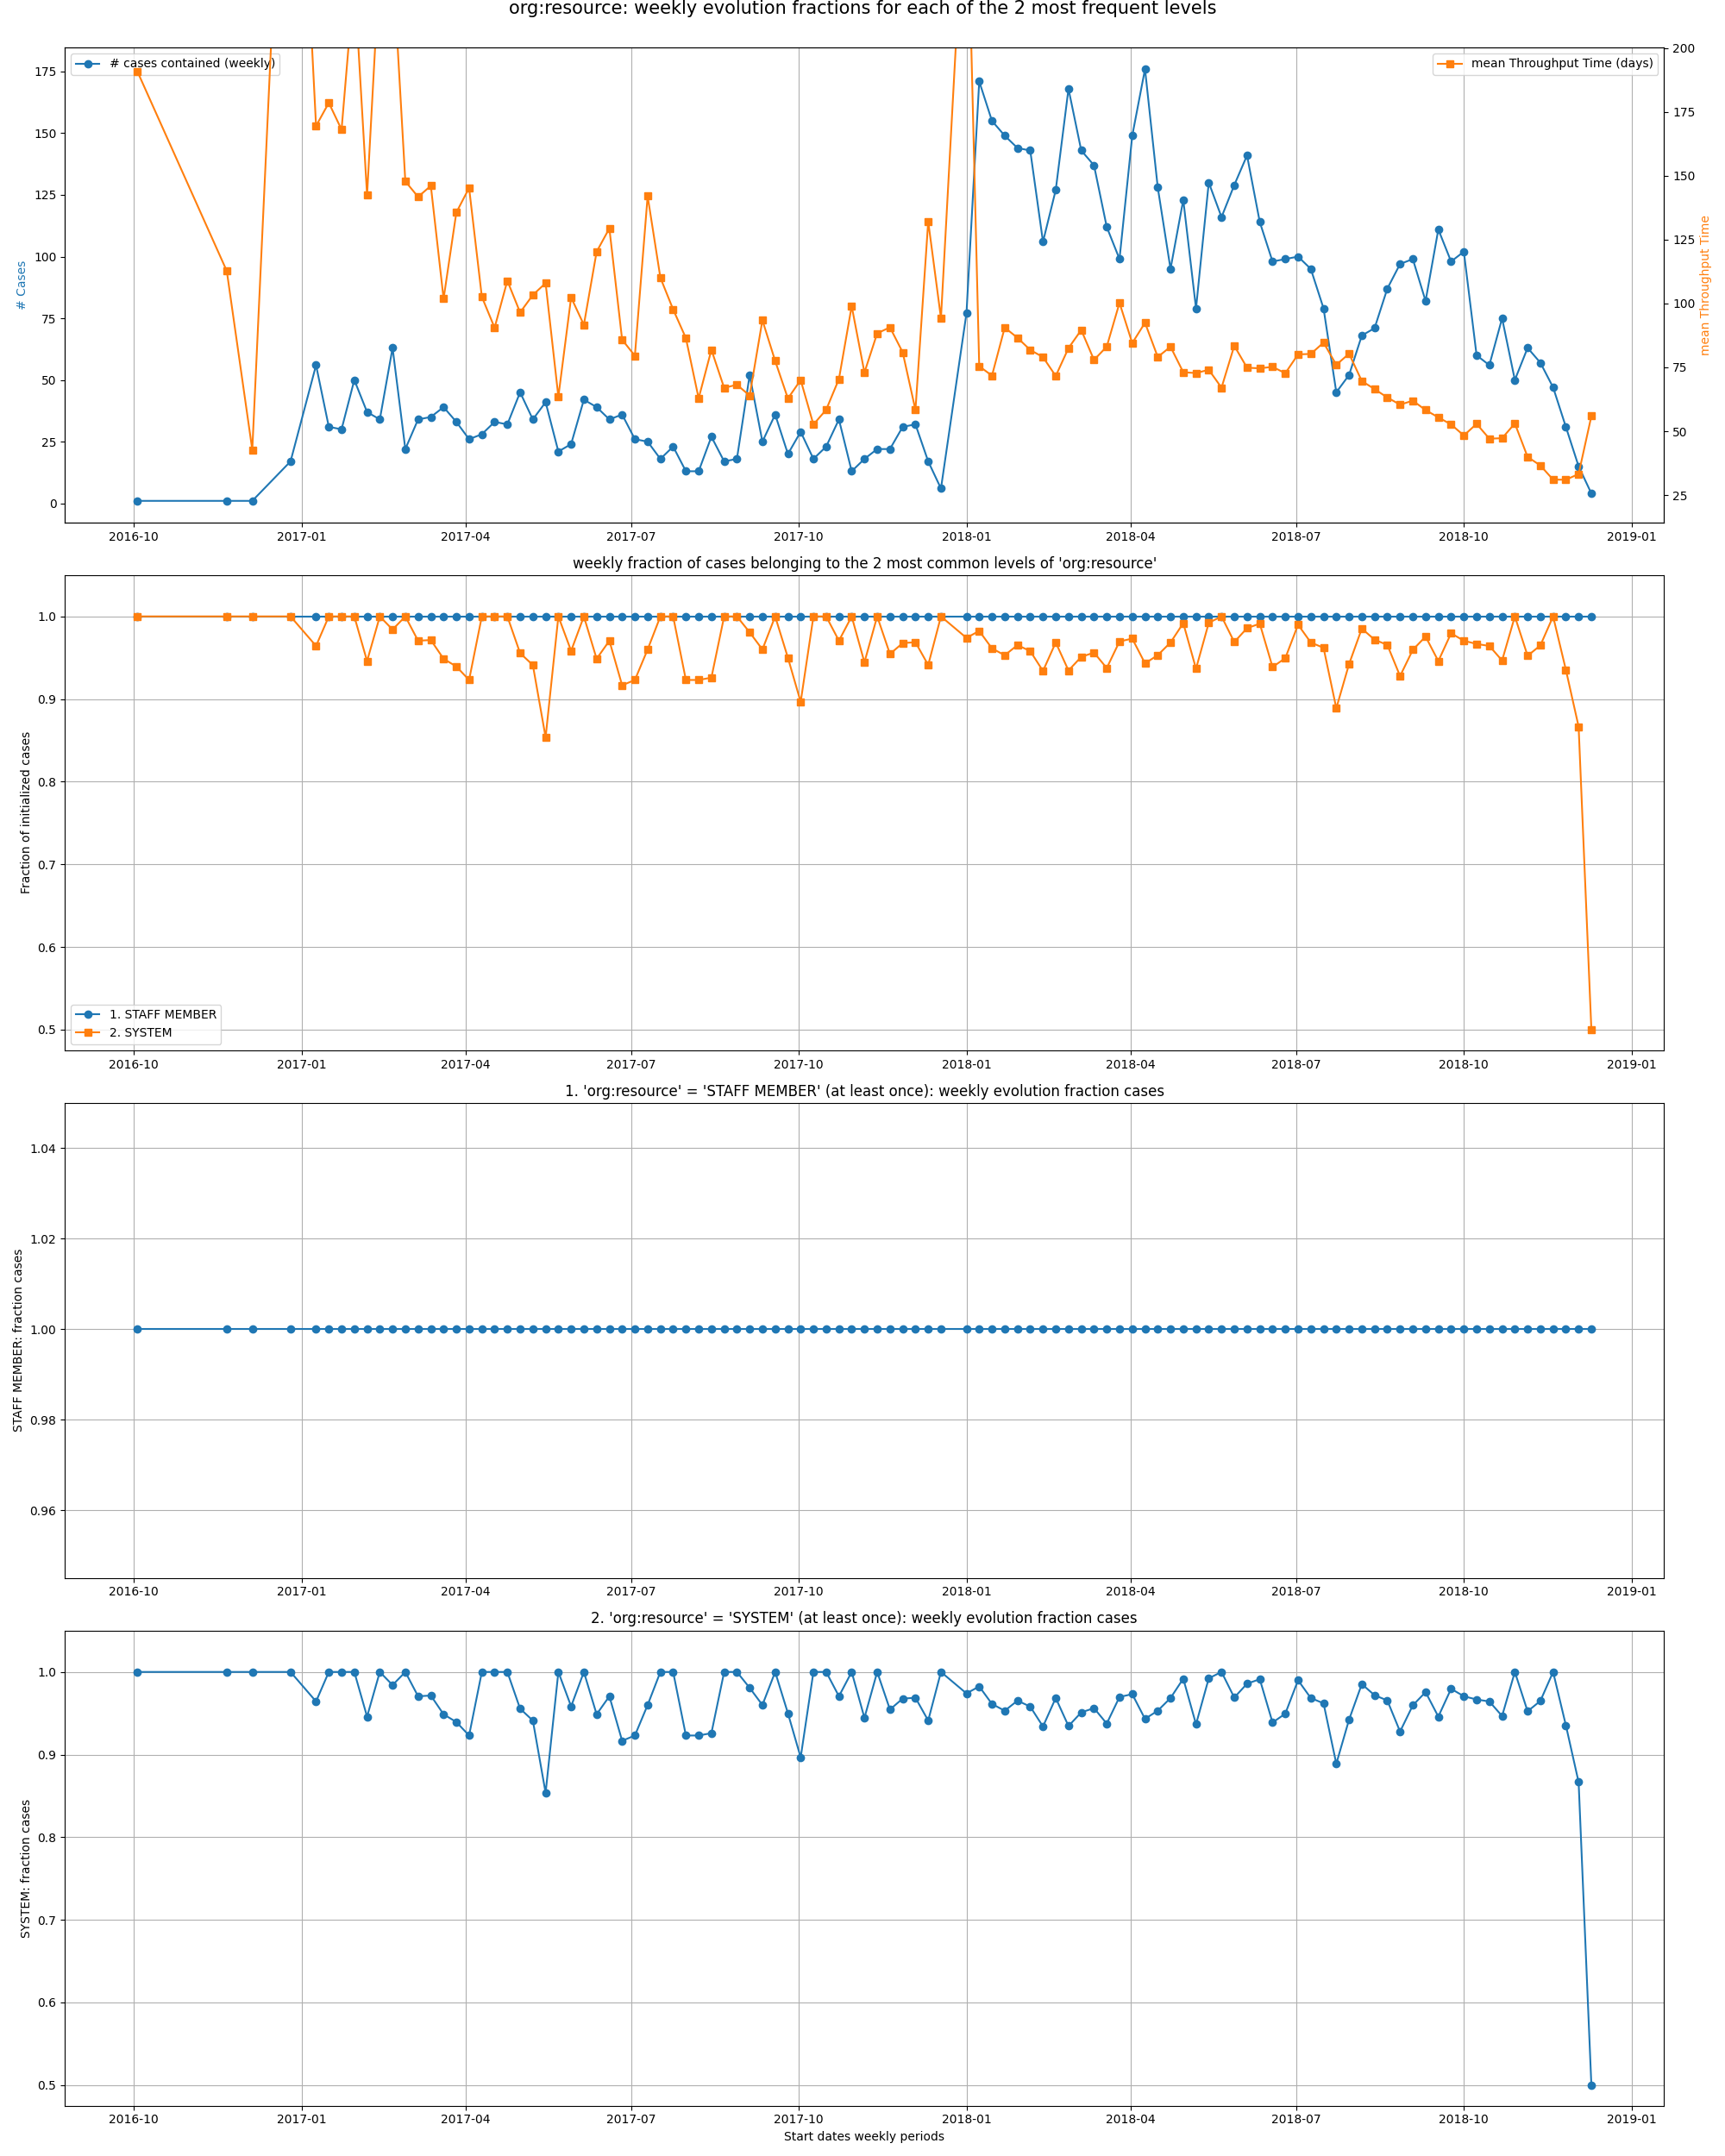 org:resource: weekly evolution fractions for each of the 2 most frequent levels
# cases contained (weekly)
mean Throughput Time (days)
# Cases
mean Throughput Time
175
150
125
100
75
50
25
0
200
175
150
125
100
75
50
25
2016-10 2017-01 2017-04 2017-07 2017-10 2018-01 2018-04 2018-07 2018-10 2019-01
weekly fraction of cases belonging to the 2 most common levels of 'org:resource'
Fraction of initialized cases
1.0
0.9
0.8
0.7
0.6
0.5
1. STAFF MEMBER
2. SYSTEM
2016-10 2017-01 2017-04 2017-07 2017-10 2018-01 2018-04 2018-07 2018-10 2019-01
1. 'org:resource' = 'STAFF MEMBER' (at least once): weekly evolution fraction cases
STAFF MEMBER: fraction cases
1.04
1.02
1.00
0.98
0.96
2016-10 2017-01 2017-04 2017-07 2017-10 2018-01 2018-04 2018-07 2018-10 2019-01
2. 'org:resource' = 'SYSTEM' (at least once): weekly evolution fraction cases
SYSTEM: fraction cases
1.0
0.9
0.8
0.7
0.6
0.5
2016-10 2017-01 2017-04 2017-07 2017-10 2018-01 2018-04 2018-07 2018-10 2019-01
Start dates weekly periods